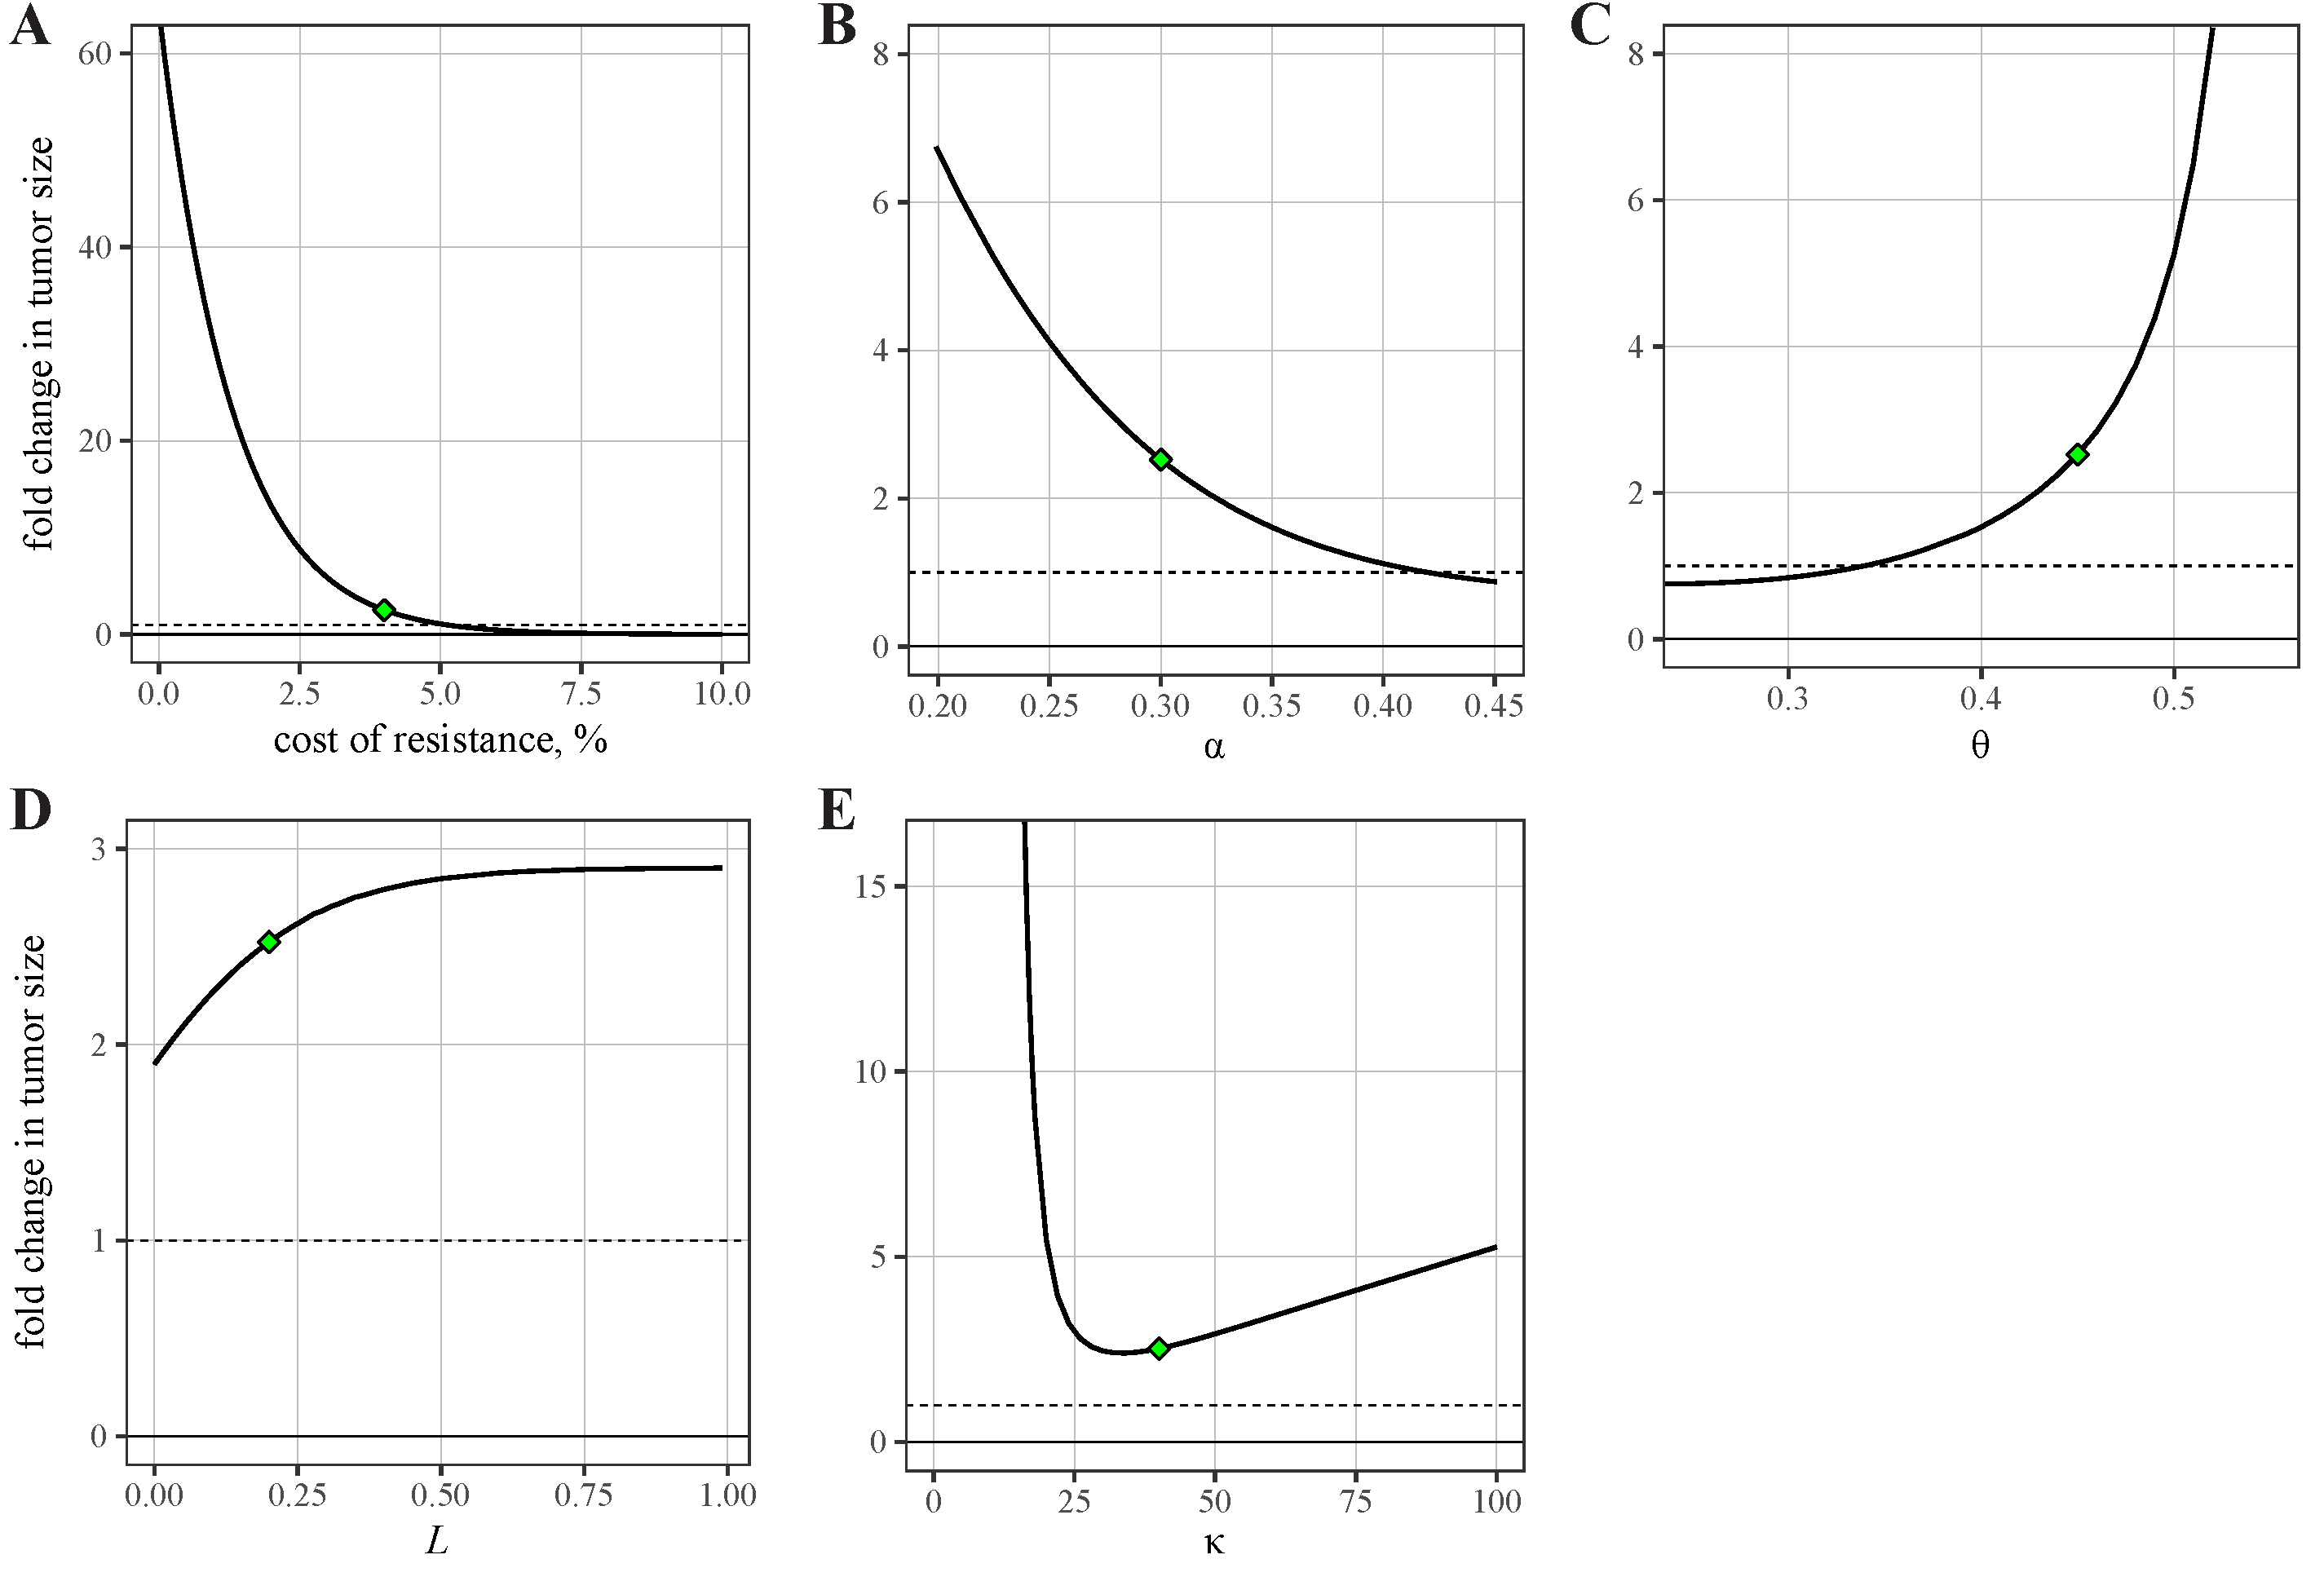 A
B
C
fold change in tumor size
60
40
20
0
0.0 2.5 5.0 7.5 10.0
cost of resistance, %
8
6
4
2
0
0.20 0.25 0.30 0.35 0.40 0.45
α
8
6
4
2
0
0.3 0.4 0.5
θ
D
E
fold change in tumor size
3
2
1
0
0.00 0.25 0.50 0.75 1.00
L
15
10
5
0
0 25 50 75 100
κ